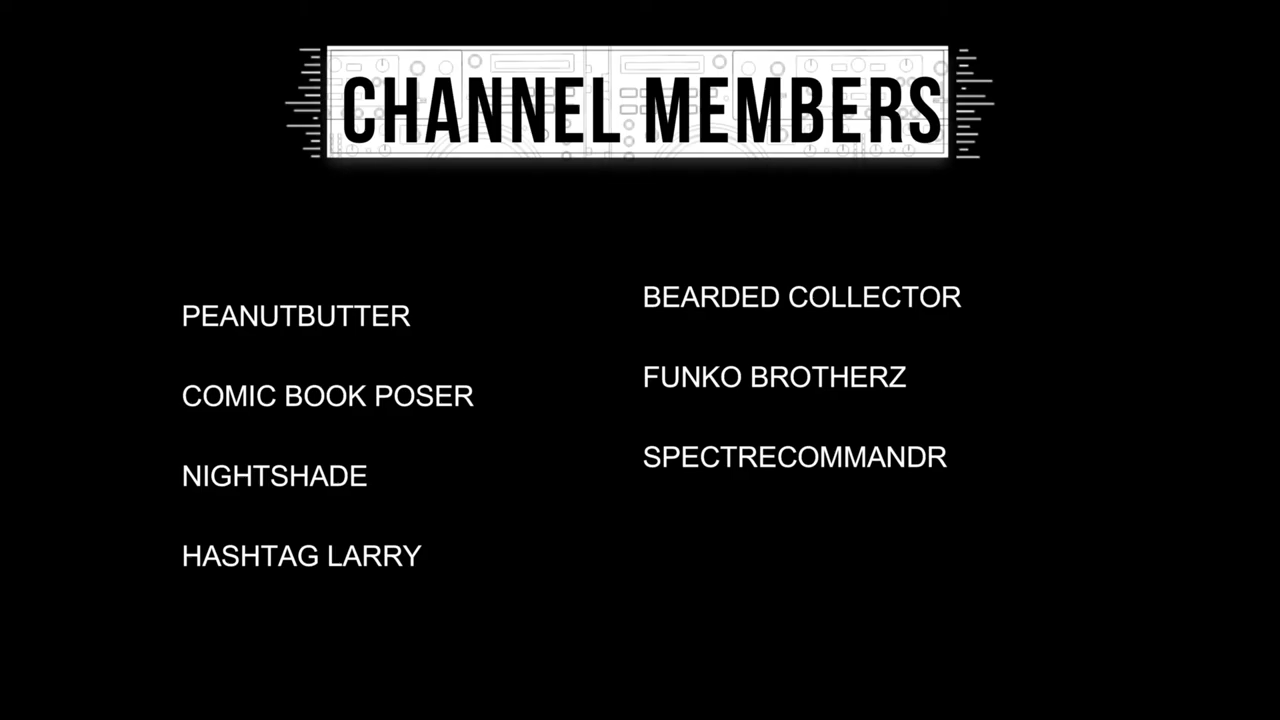 CHANNEL MEMBERS
PEANUTBUTTER
COMIC BOOK POSER
NIGHTSHADE
HASHTAG LARRY
BEARDED COLLECTOR
FUNKO BROTHERZ
SPECTRECOMMANDR